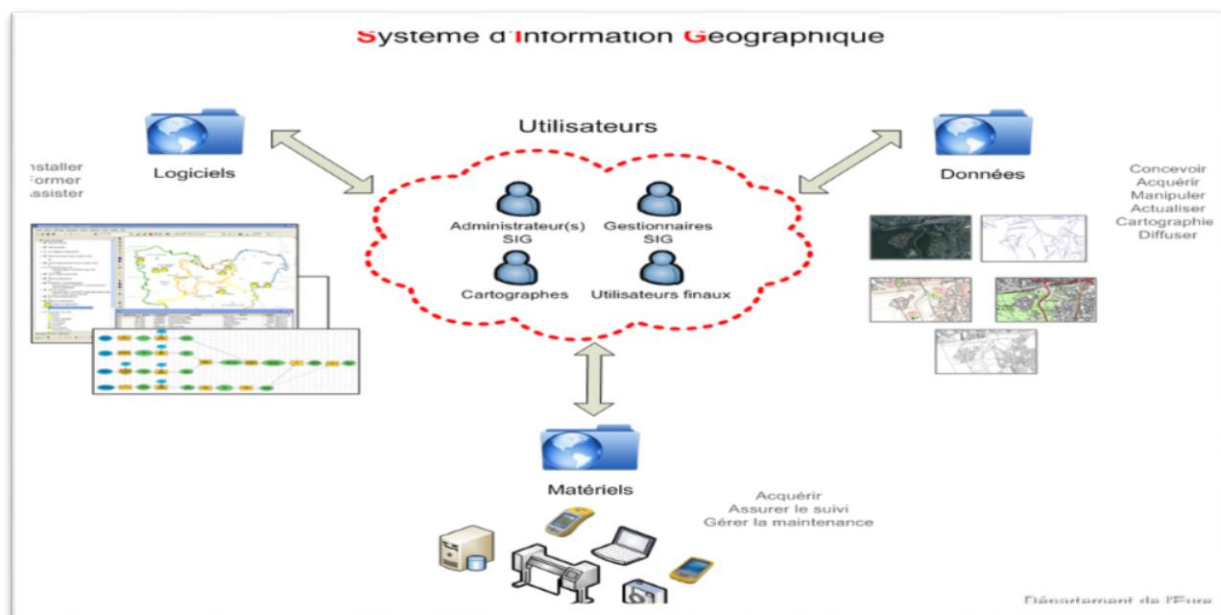 Système d'Information Géographique
Utilisateurs
Logiciels
nstaller
Former
Assister
Administrateur(s)
SIG
Gestionnaires
SIG
Cartographes
Utilisateurs finaux
Données
Concevoir
Acquérir
Manipuler
Actualiser
Cartographie
Diffuser
Matériels
Acquérir
Assurer le suivi
Gérer la maintenance
Département de l'Eure